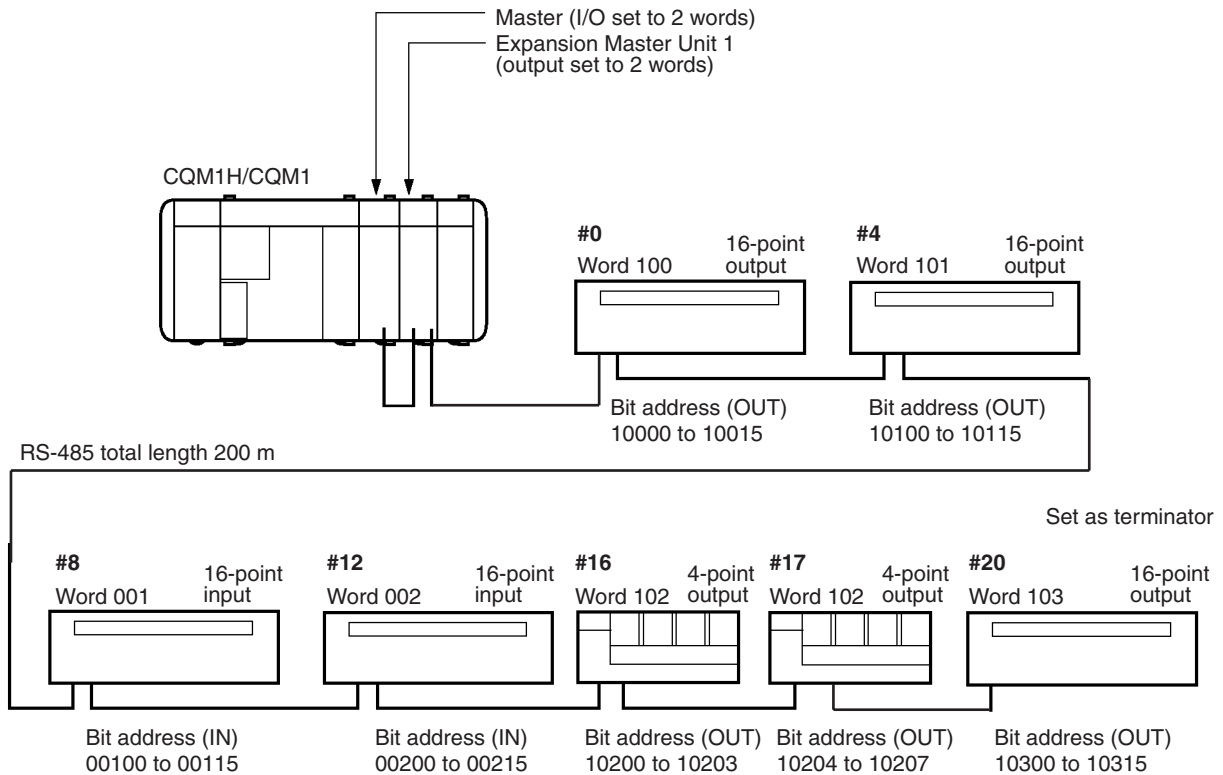 Master (I/O set to 2 words)
Expansion Master Unit 1
(output set to 2 words)
CQM1H/CQM1
#0
Word 100
16-point
output
#4
Word 101
16-point
output
Bit address (OUT)
10000 to 10015
Bit address (OUT)
10100 to 10115
RS-485 total length 200 m
Set as terminator
#8
Word 001
16-point
input
#12
Word 002
16-point
input
#16
Word 102
4-point
output
#17
Word 102
4-point
output
#20
Word 103
16-point
output
Bit address (IN)
00100 to 00115
Bit address (IN)
00200 to 00215
Bit address (OUT)
10200 to 10203
Bit address (OUT)
10204 to 10207
Bit address (OUT)
10300 to 10315